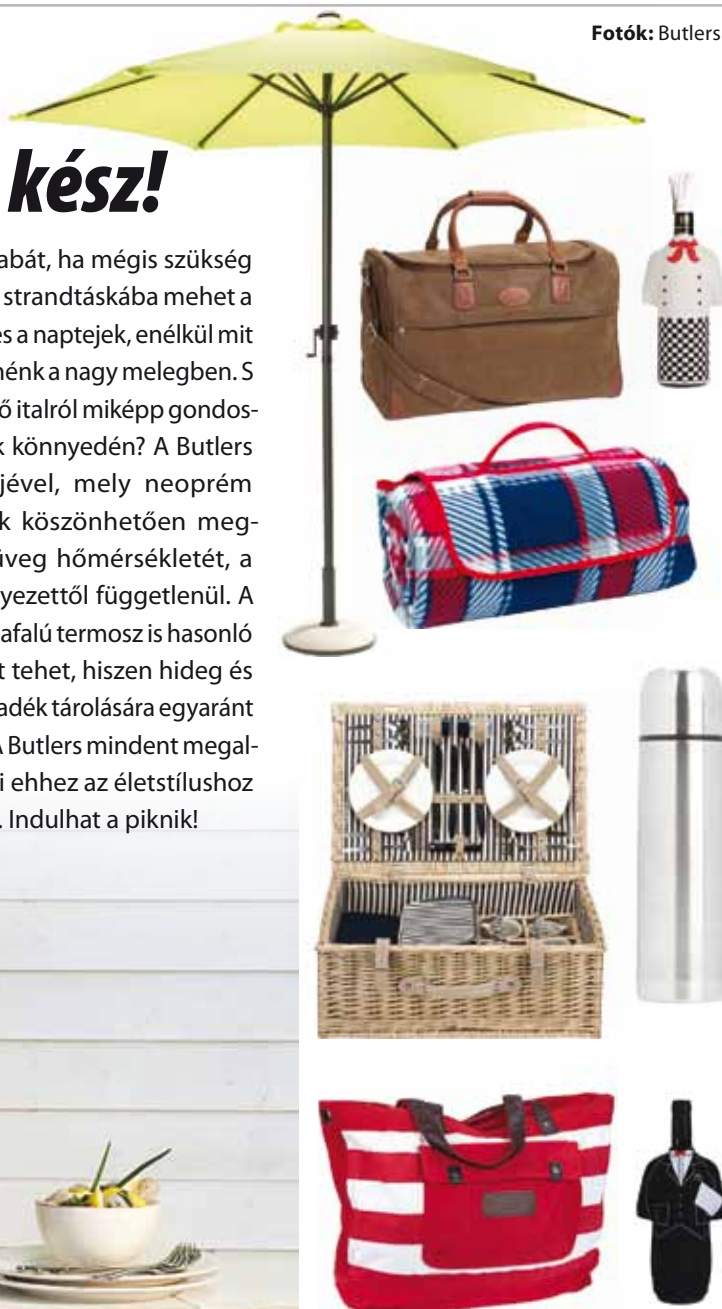 Fotók: Butlers
kész!
abát, ha mégis szükség
strandtáskába mehet a
es a naptejek, enélkül mit
nénk a nagy melegben. S
ő italról miképp gondos-
k könnyedén? A Butlers
jével, mely neoprém
k köszönhetően meg-
üveg hőmérsékletét, a
yezettől függetlenül. A
afalú termosz is hasonló
t tehet, hiszen hideg és
adék tárolására egyaránt
A Butlers mindent megal-
i ehhez az életstílushoz
. Indulhat a piknik!